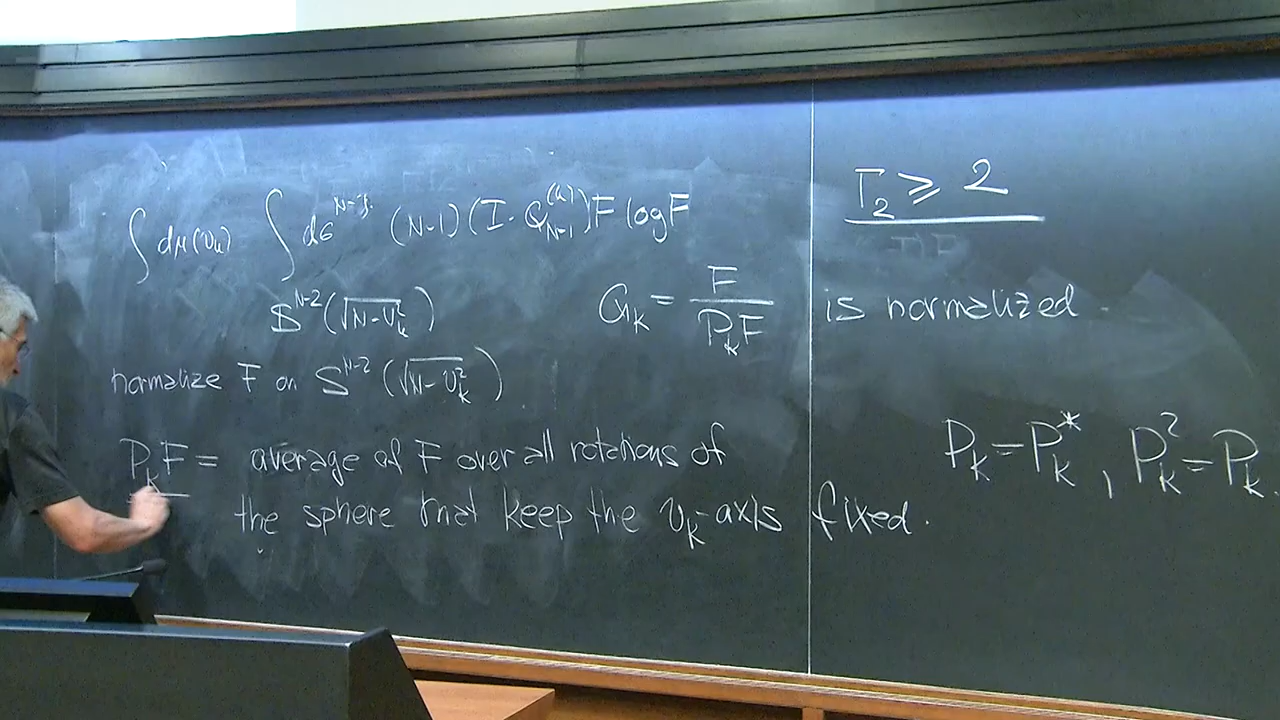 ∫ dμ(v_k) ∫ dσ^{N-2} (N-1)(I - Q_{N-1}^{(k)}) F log F
S^{N-2}(√(N-v_k^2))
Γ_2 ≥ 2
G_k = F / P_k F is normalized.
normalize F on S^{N-2} (√(N-v_k^2))
P_k F = average of F over all rotations of
the sphere that keep the v_k-axis fixed.
P_k = P_k^*, P_k^2 = P_k.